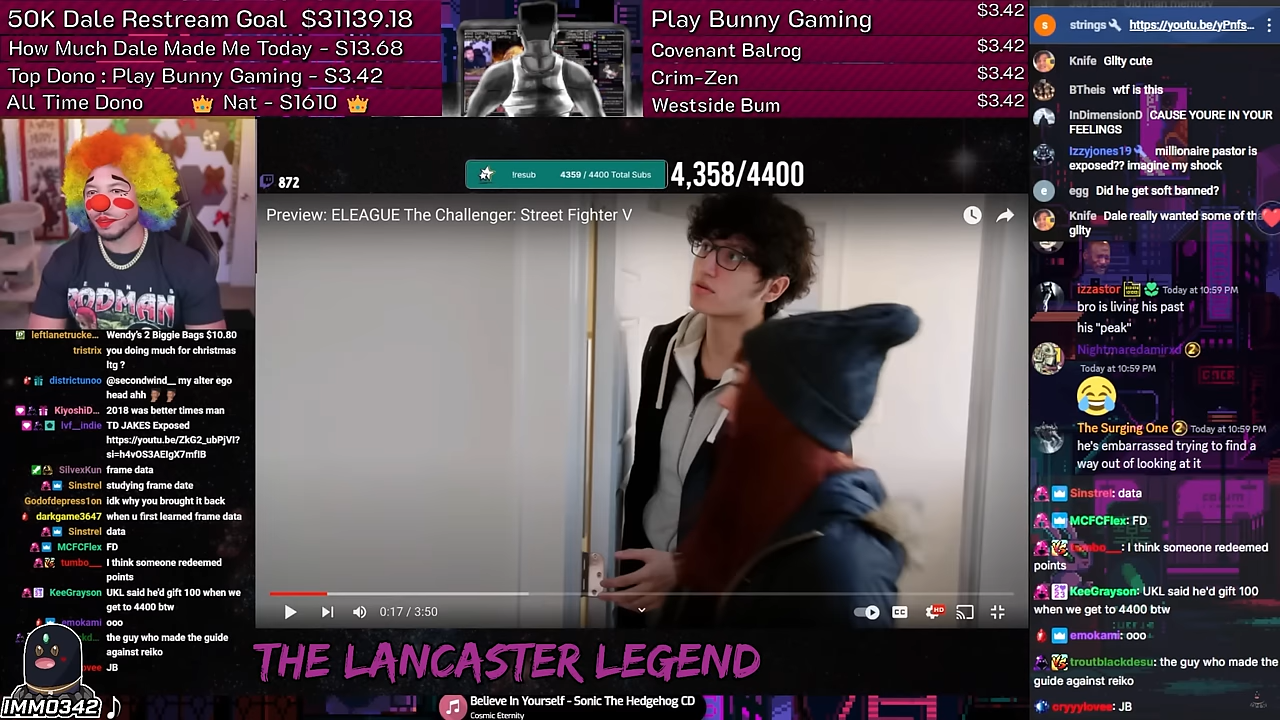 50K Dale Restream Goal $31139.18
How Much Dale Made Me Today - $13.68
Top Dono : Play Bunny Gaming - $3.42
All Time Dono 👑 Nat - $1610 👑
Play Bunny Gaming $3.42
Covenant Balrog $3.42
Crim-Zen $3.42
Westside Bum $3.42
strings https://youtu.be/yPnfs...
Knife Gllty cute
BTheis wtf is this
InDimensionD CAUSE YOURE IN YOUR
FEELINGS
Izzyjones19 millionaire pastor is
exposed?? imagine my shock
egg Did he get soft banned?
Knife Dale really wanted some of th
gllty
izzastor Today at 10:59 PM
bro is living his past
his "peak"
Nightmaredamirxd 2
Today at 10:59 PM
The Surging One 2 Today at 10:59 PM
he's embarrassed trying to find a
way out of looking at it
Sinstrel: data
MCFCFlex: FD
tumbo__: I think someone redeemed
points
KeeGrayson: UKL said he'd gift 100
when we get to 4400 btw
emokami: ooo
troutblackdesu: the guy who made the
guide against reiko
cryyylovee: JB
872
!resub 4359 / 4400 Total Subs
4,358/4400
Preview: ELEAGUE The Challenger: Street Fighter V
0:17 / 3:50
CC
HD
RODMAN
leftlanetrucke... Wendy's 2 Biggie Bags $10.80
tristrix you doing much for christmas
ltg ?
districtunoo @secondwind__ my alter ego
head ahh
KiyoshiD... 2018 was better times man
lvf__indie TD JAKES Exposed
https://youtu.be/ZkG2_ubPjVI?
si=h4vOS3AEIgX7mfIB
SilvexKun frame data
Sinstrel studying frame date
Godofdepress1on idk why you brought it back
darkgame3647 when u first learned frame data
Sinstrel data
MCFCFlex FD
tumbo__ I think someone redeemed
points
KeeGrayson UKL said he'd gift 100 when we
get to 4400 btw
emokami ooo
the guy who made the guide
against reiko
JB
IMMO342
THE LANCASTER LEGEND
Believe In Yourself - Sonic The Hedgehog CD
Cosmic Eternity